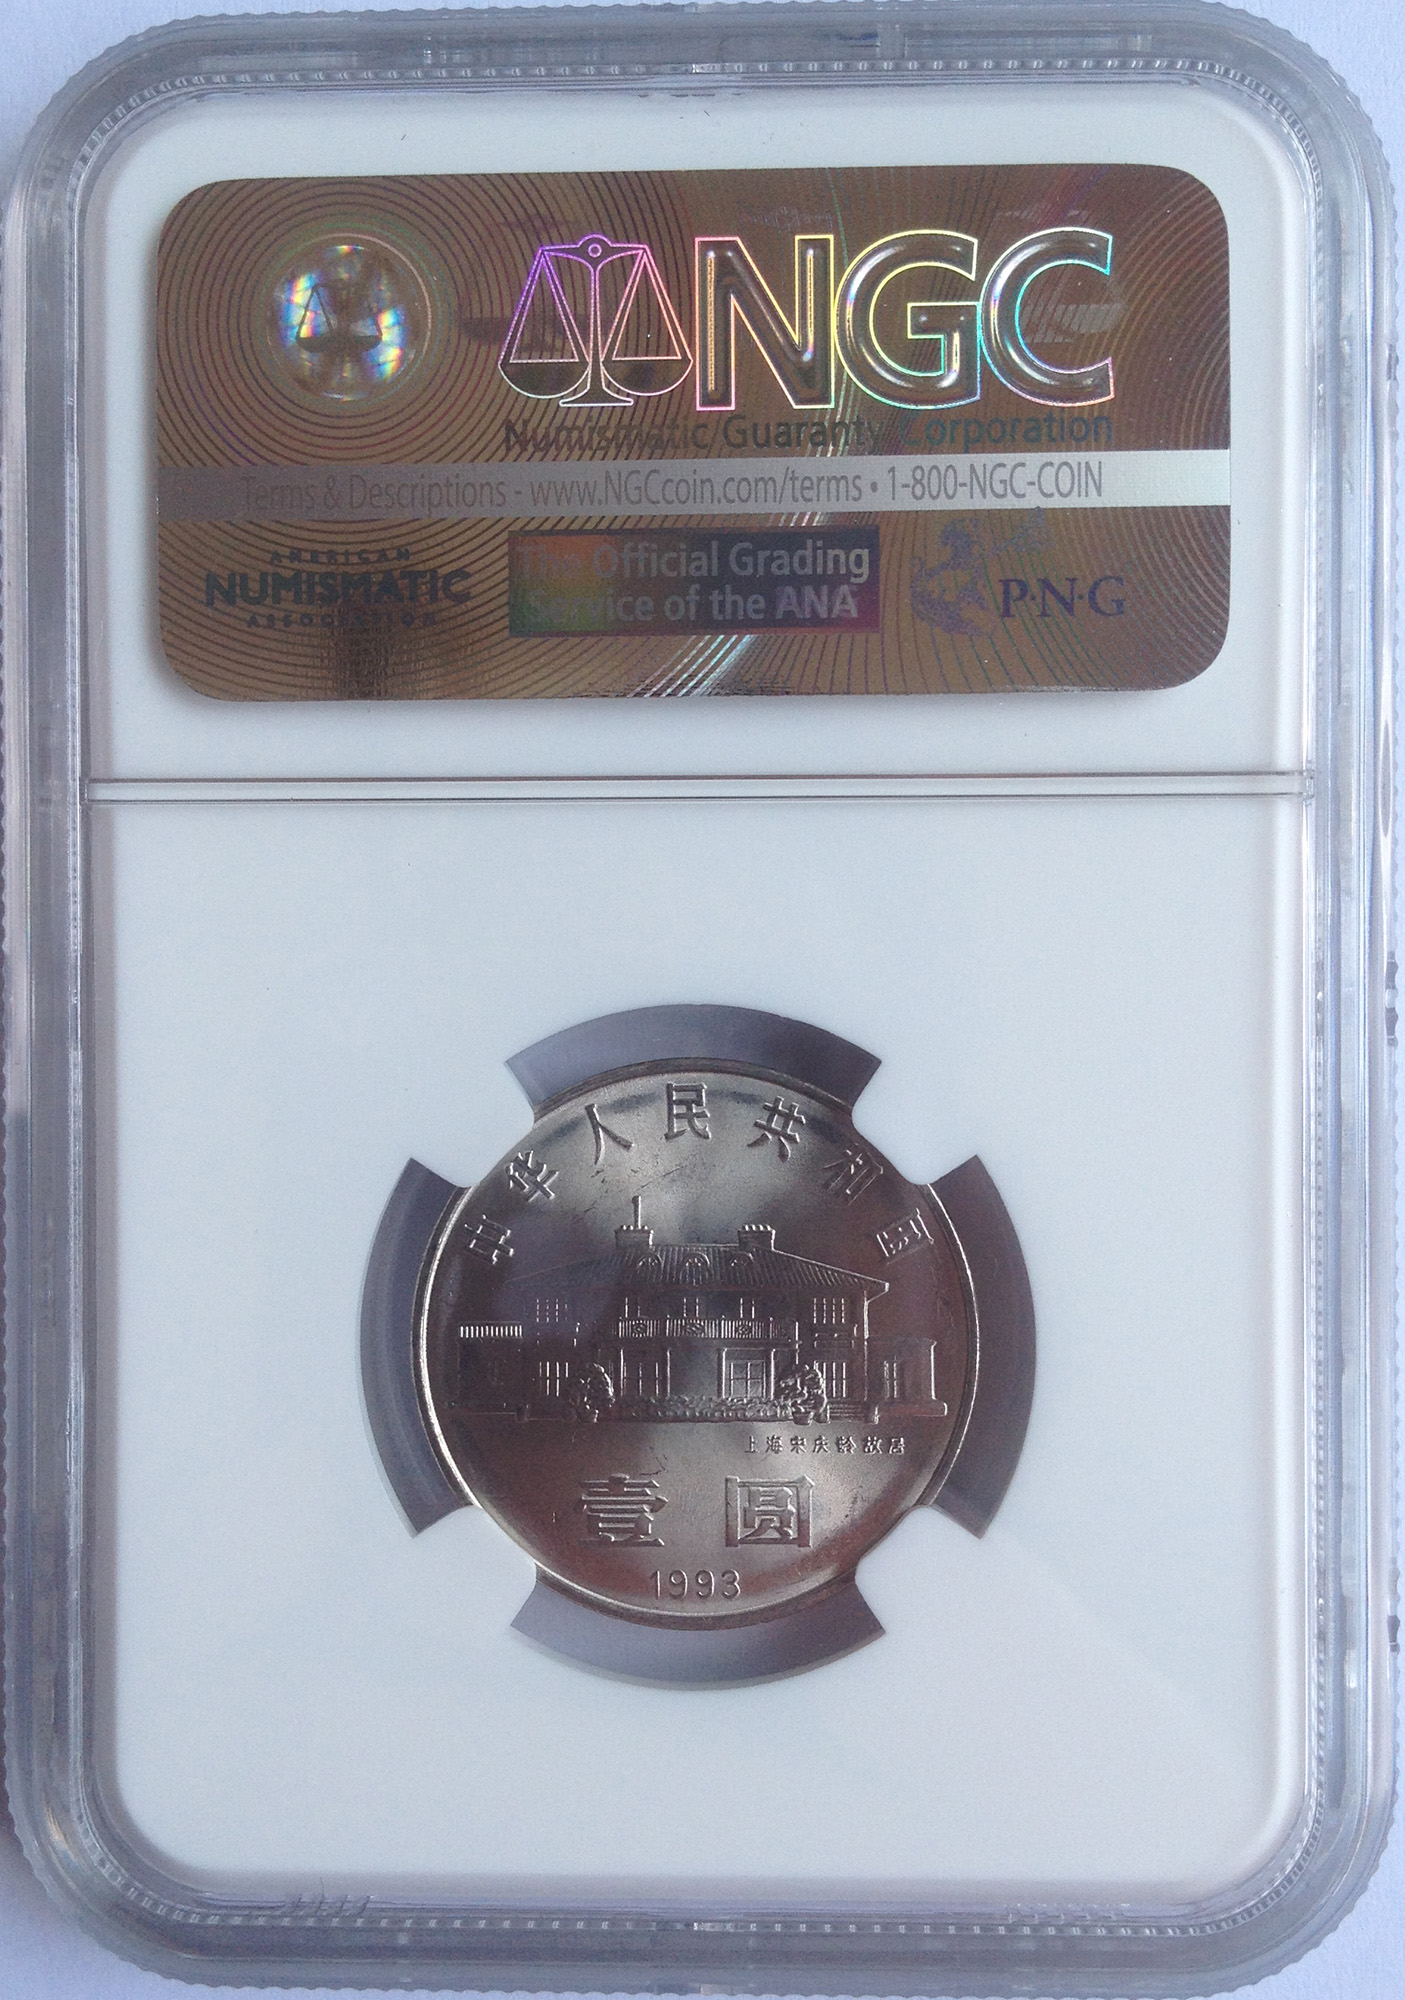 NGC
Numismatic Guaranty Corporation
Terms & Descriptions - www.NGCcoin.com/terms • 1-800-NGC-COIN
AMERICAN
NUMISMATIC
ASSOCIATION
The Official Grading
Service of the ANA
P·N·G
中华人民共和国
上海宋庆龄故居
壹圆
1993